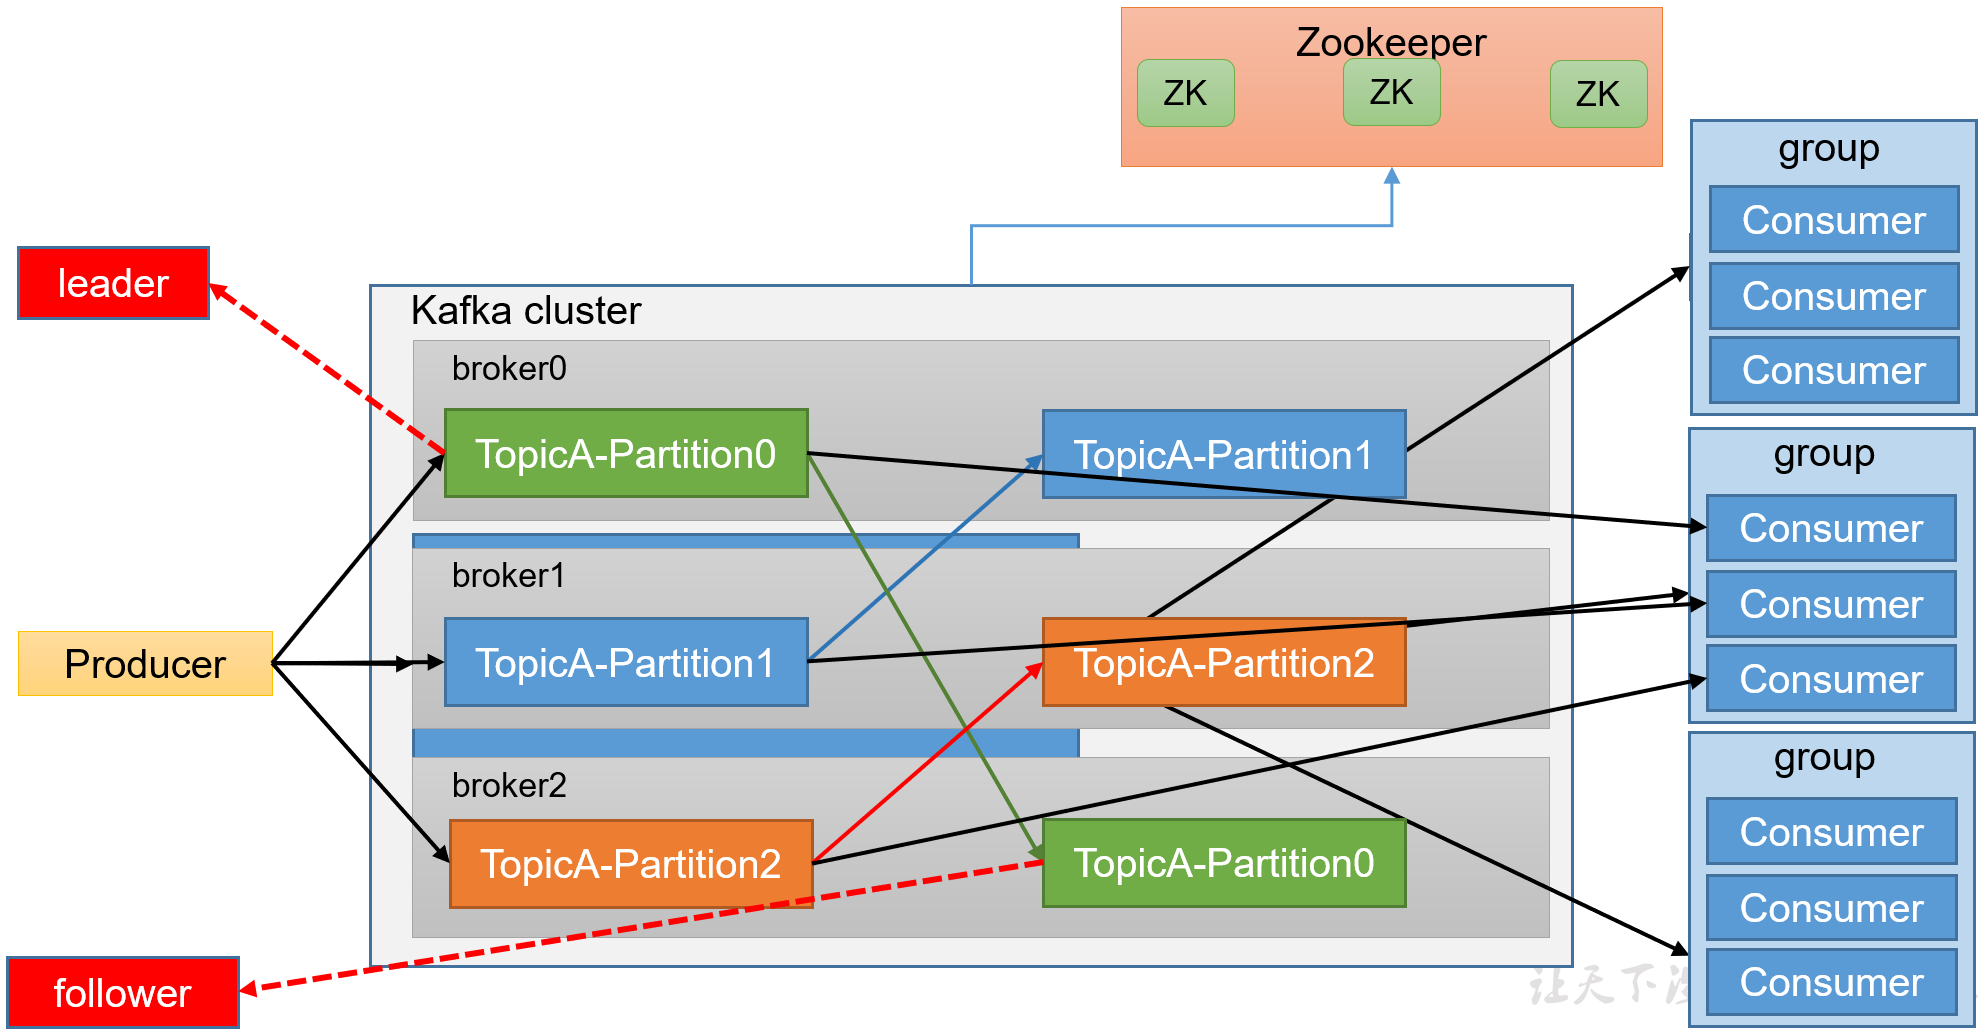 Zookeeper
ZK
ZK
ZK
group
Consumer
Consumer
Consumer
leader
Kafka cluster
broker0
TopicA-Partition0
TopicA-Partition1
group
Consumer
Consumer
Consumer
broker1
Producer
TopicA-Partition1
TopicA-Partition2
broker2
TopicA-Partition2
TopicA-Partition0
group
Consumer
Consumer
Consumer
follower
让天下